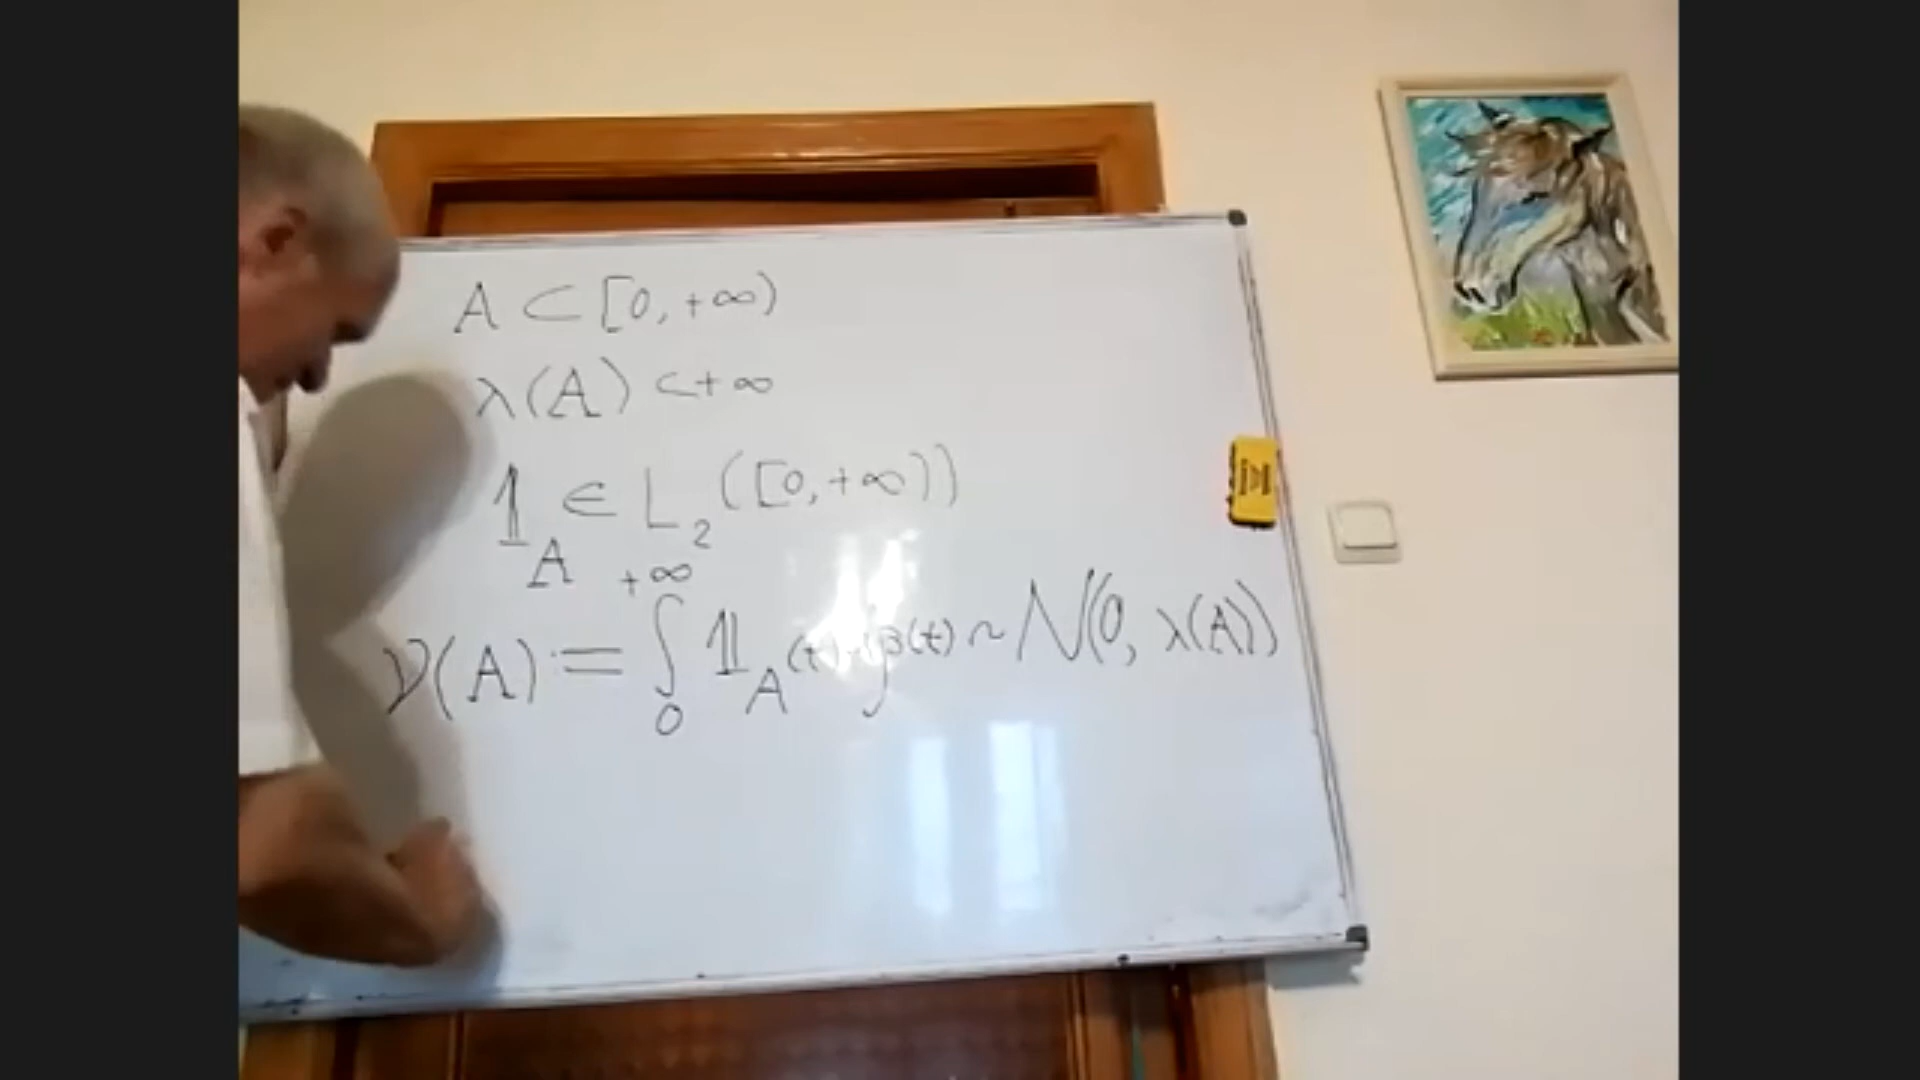 A ⊂ [0, +∞)
λ(A) < +∞
𝟙_A ∈ L_2([0, +∞))
ν(A) := ∫_0^{+∞} 𝟙_A(t) dβ(t) ~ N(0, λ(A))